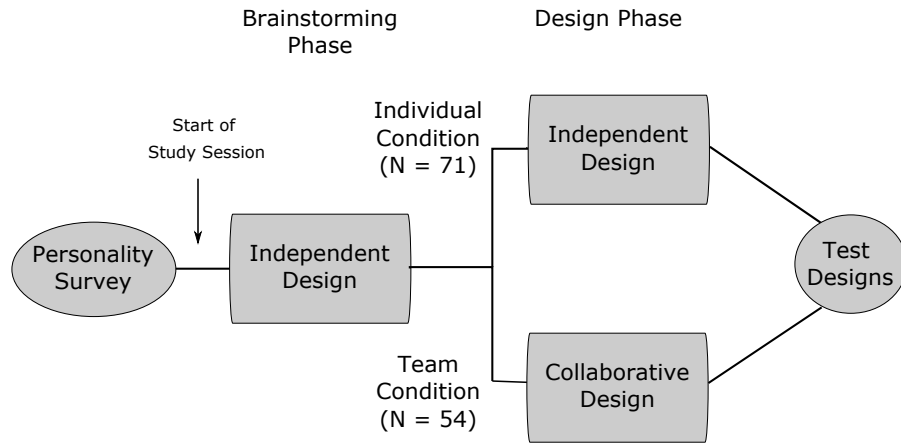 Brainstorming
Phase
Design Phase
Start of
Study Session
Individual
Condition
(N = 71)
Independent
Design
Personality
Survey
Independent
Design
Test
Designs
Team
Condition
(N = 54)
Collaborative
Design